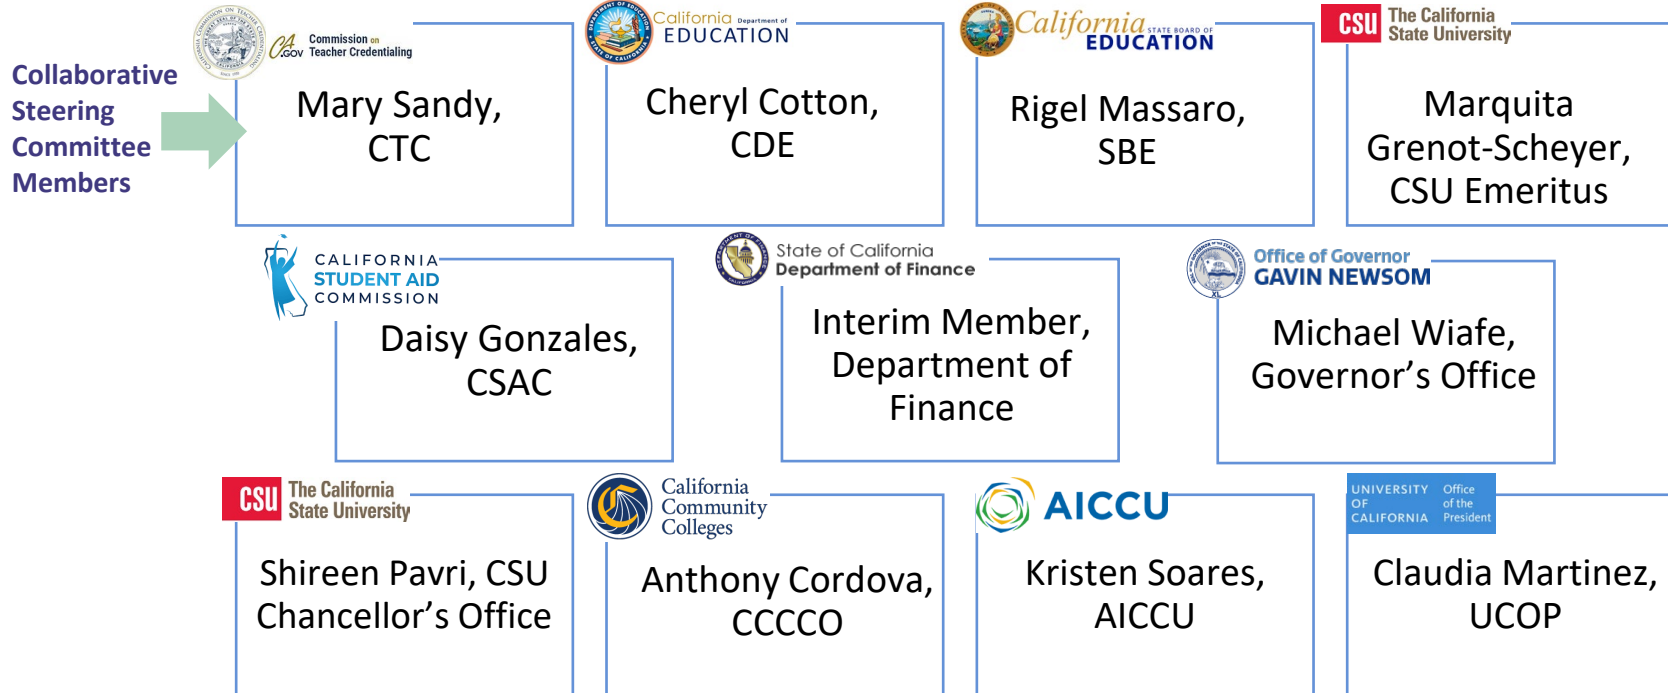 Collaborative
Steering
Committee
Members
CA
.GOV
Commission on
Teacher Credentialing
Mary Sandy,
CTC
California Department of
EDUCATION
Cheryl Cotton,
CDE
California STATE BOARD OF
EDUCATION
Rigel Massaro,
SBE
CSU The California
State University
Marquita
Grenot-Scheyer,
CSU Emeritus
CALIFORNIA
STUDENT AID
COMMISSION
Daisy Gonzales,
CSAC
State of California
Department of Finance
Interim Member,
Department of
Finance
Office of Governor
GAVIN NEWSOM
Michael Wiafe,
Governor’s Office
CSU The California
State University
Shireen Pavri, CSU
Chancellor’s Office
California
Community
Colleges
Anthony Cordova,
CCCCO
AICCU
Kristen Soares,
AICCU
UNIVERSITY
OF
CALIFORNIA
Office
of the
President
Claudia Martinez,
UCOP